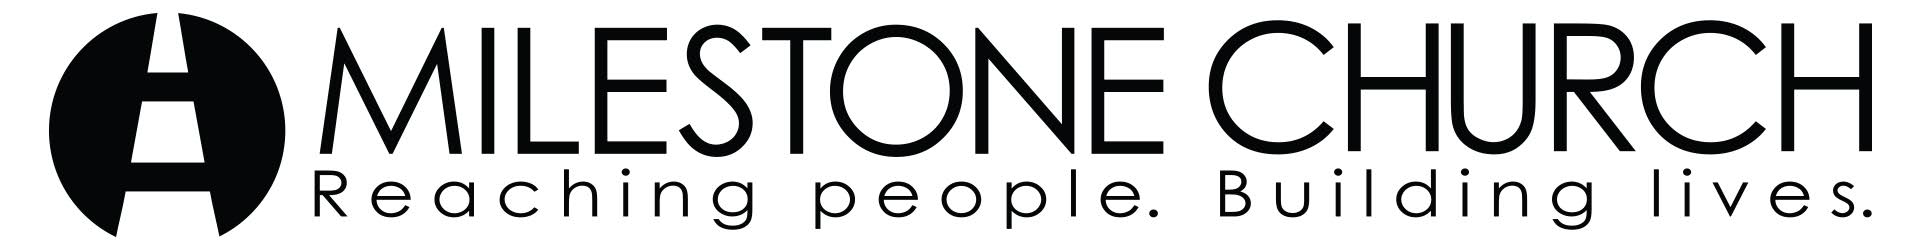 MILESTONE CHURCH
Reaching people. Building lives.